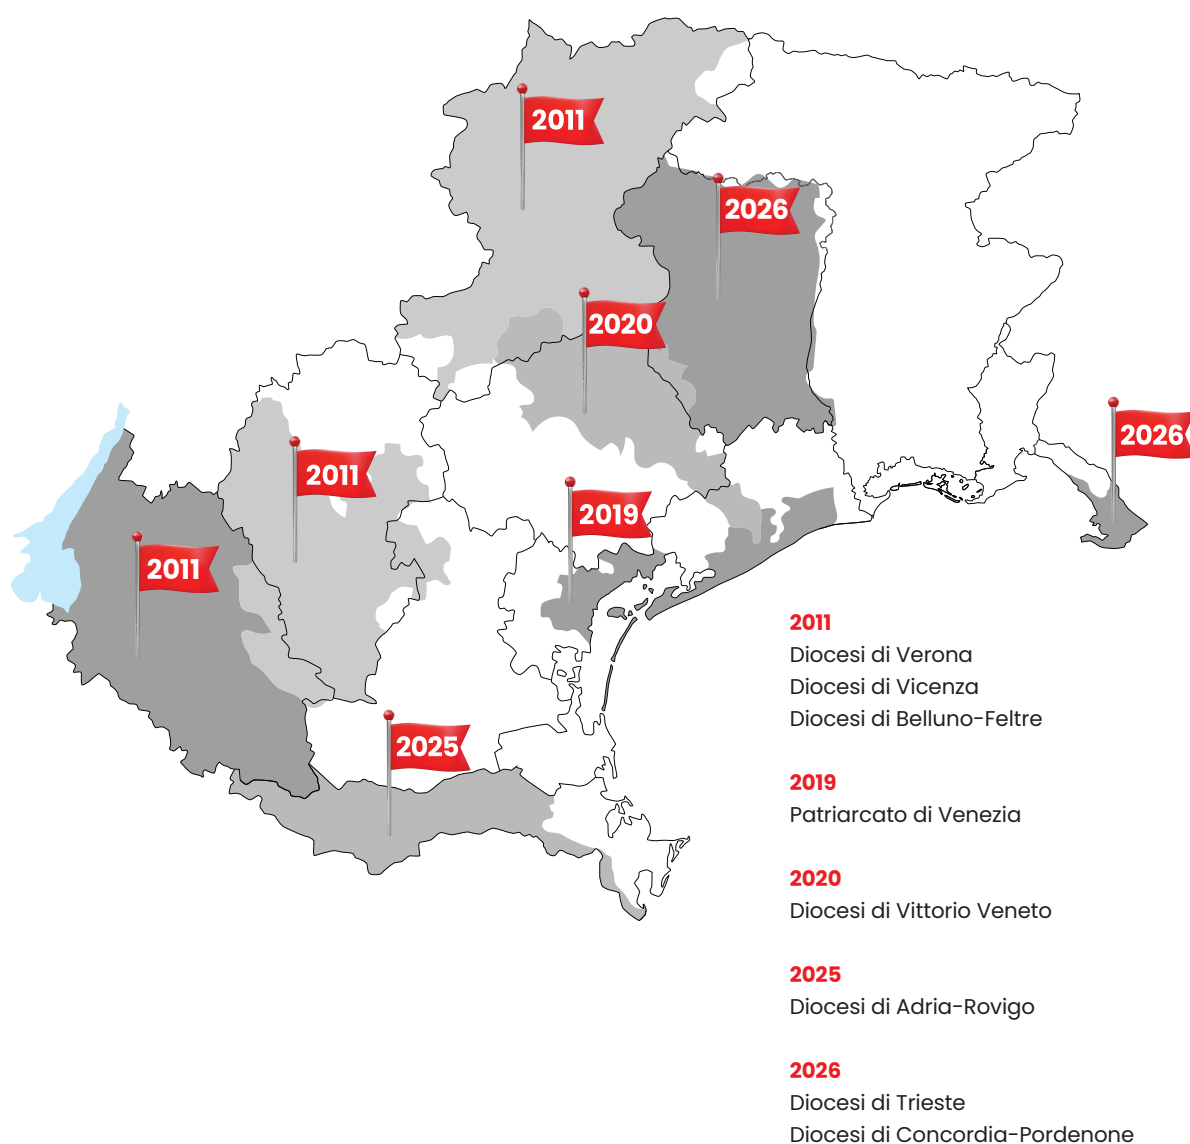 2011
2026
2020
2026
2011
2019
2011
2025
2011
Diocesi di Verona
Diocesi di Vicenza
Diocesi di Belluno-Feltre
2019
Patriarcato di Venezia
2020
Diocesi di Vittorio Veneto
2025
Diocesi di Adria-Rovigo
2026
Diocesi di Trieste
Diocesi di Concordia-Pordenone